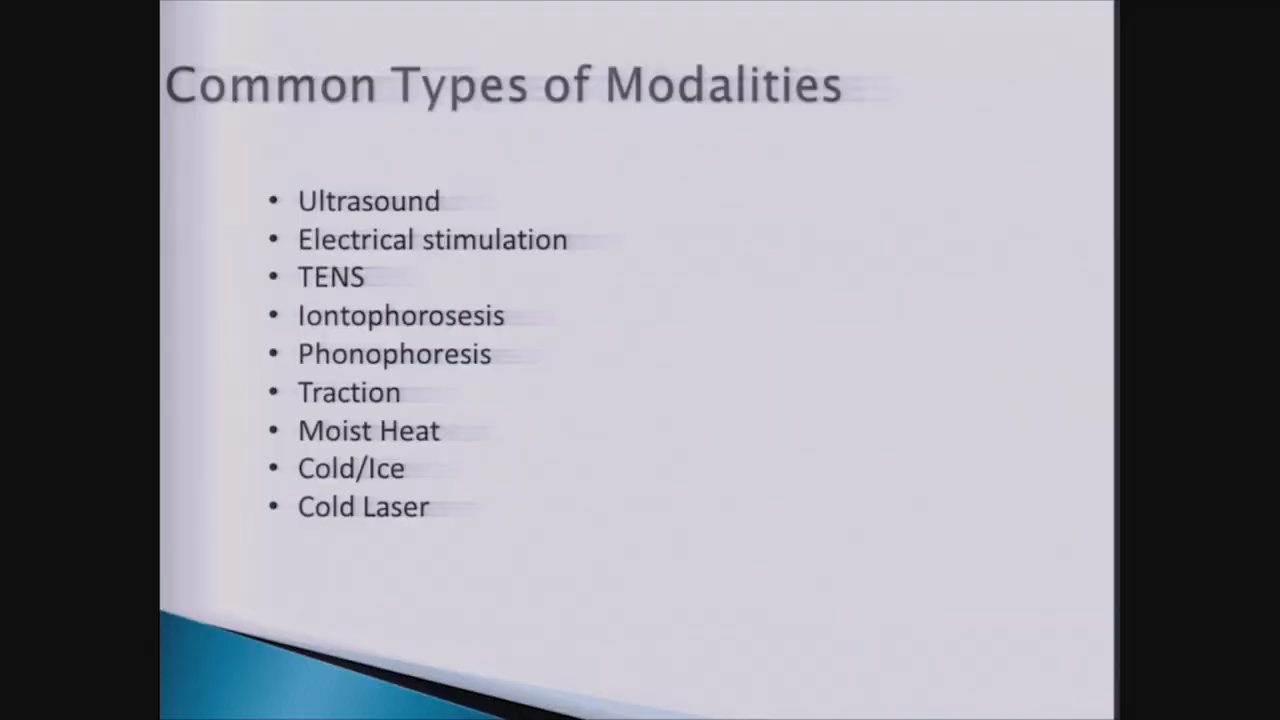 Common Types of Modalities
• Ultrasound
• Electrical stimulation
• TENS
• Iontophorosesis
• Phonophoresis
• Traction
• Moist Heat
• Cold/Ice
• Cold Laser